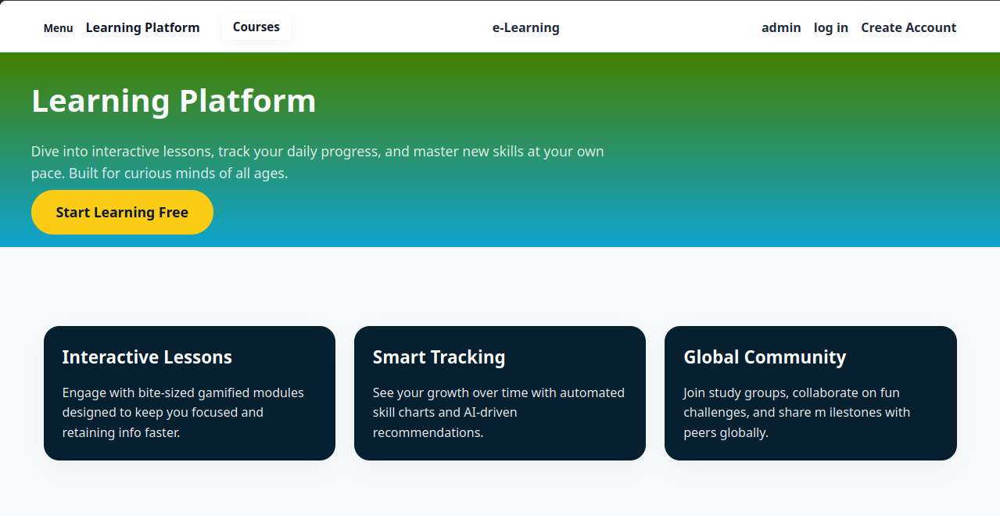 Menu Learning Platform Courses e-Learning admin log in Create Account
Learning Platform
Dive into interactive lessons, track your daily progress, and master new skills at your own
pace. Built for curious minds of all ages.
Start Learning Free
Interactive Lessons
Engage with bite-sized gamified modules
designed to keep you focused and
retaining info faster.
Smart Tracking
See your growth over time with automated
skill charts and AI-driven
recommendations.
Global Community
Join study groups, collaborate on fun
challenges, and share m ilestones with
peers globally.